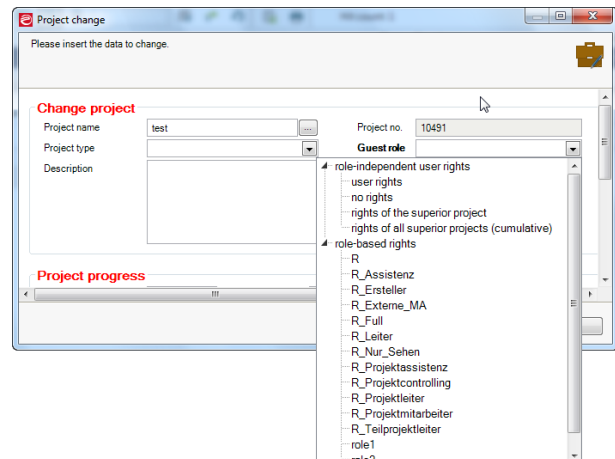 Project change
Please insert the data to change.
Change project
Project name test ... Project no. 10491
Project type Guest role
Description
role-independent user rights
user rights
no rights
rights of the superior project
rights of all superior projects (cumulative)
role-based rights
R
R_Assistenz
R_Ersteller
R_Externe_MA
R_Full
R_Leiter
R_Nur_Sehen
R_Projektassistenz
R_Projektcontrolling
R_Projektleiter
R_Projektmitarbeiter
R_Teilprojektleiter
role1
Project progress